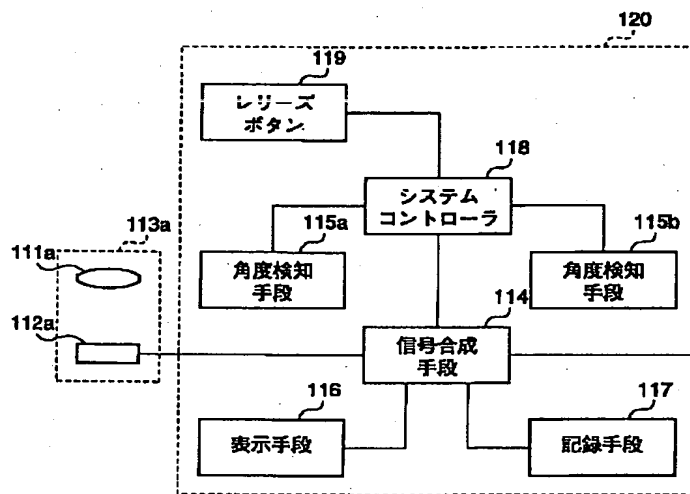 120
119
レリーズ
ボタン
118
システム
コントローラ
113a
111a
112a
115a
角度検知
手段
115b
角度検知
手段
114
信号合成
手段
116
表示手段
117
記録手段